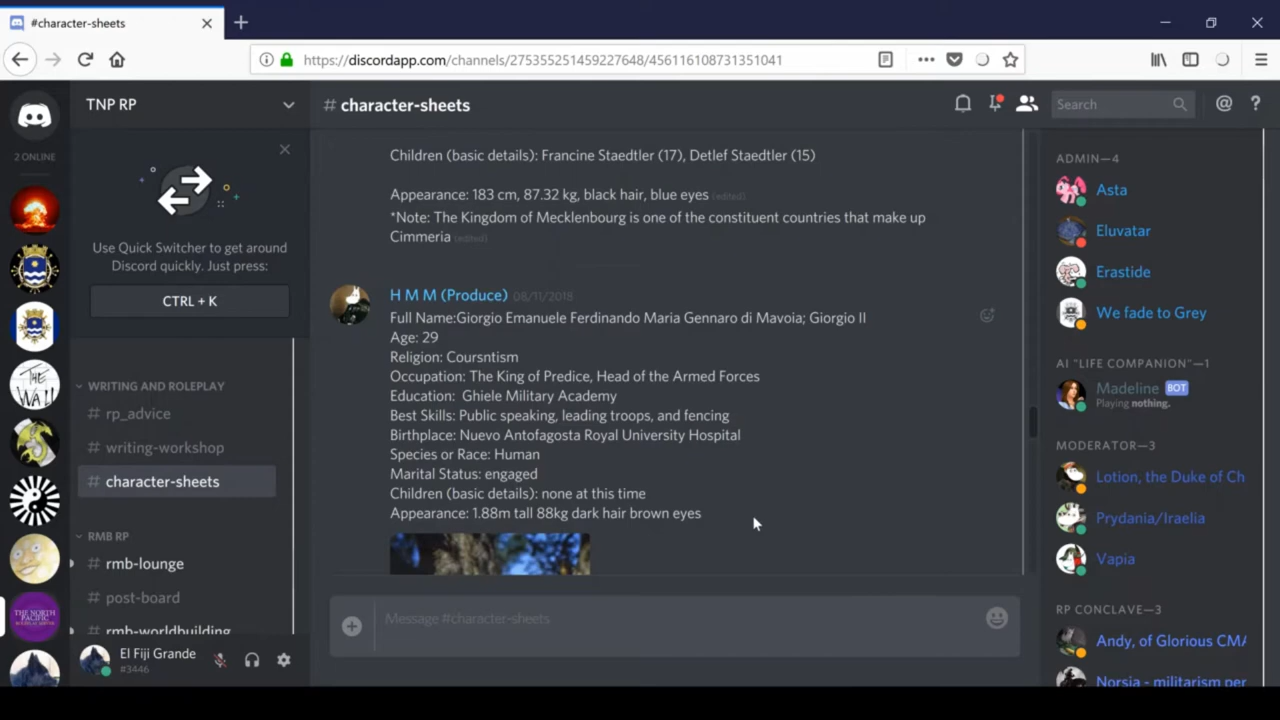 #character-sheets
https://discordapp.com/channels/275355251459227648/456116108731351041
TNP RP
# character-sheets
Search
2 ONLINE
THE WALL
THE NORTH
PACIFIC
Use Quick Switcher to get around
Discord quickly. Just press:
CTRL + K
WRITING AND ROLEPLAY
# rp_advice
# writing-workshop
# character-sheets
RMB RP
# rmb-lounge
# post-board
# rmb-worldbuilding
El Fiji Grande
#3446
Children (basic details): Francine Staedtler (17), Detlef Staedtler (15)
Appearance: 183 cm, 87.32 kg, black hair, blue eyes (edited)
*Note: The Kingdom of Mecklenbourg is one of the constituent countries that make up
Cimmeria (edited)
H M M (Produce) 08/11/2018
Full Name:Giorgio Emanuele Ferdinando Maria Gennaro di Mavoia; Giorgio II
Age: 29
Religion: Coursntism
Occupation: The King of Predice, Head of the Armed Forces
Education:  Ghiele Military Academy
Best Skills: Public speaking, leading troops, and fencing
Birthplace: Nuevo Antofagosta Royal University Hospital
Species or Race: Human
Marital Status: engaged
Children (basic details): none at this time
Appearance: 1.88m tall 88kg dark hair brown eyes
Message #character-sheets
ADMIN—4
Asta
Eluvatar
Erastide
We fade to Grey
AI "LIFE COMPANION"—1
Madeline BOT
Playing nothing.
MODERATOR—3
Lotion, the Duke of Ch
Prydania/Iraelia
Vapia
RP CONCLAVE—3
Andy, of Glorious CMA
Norsia - militarism per